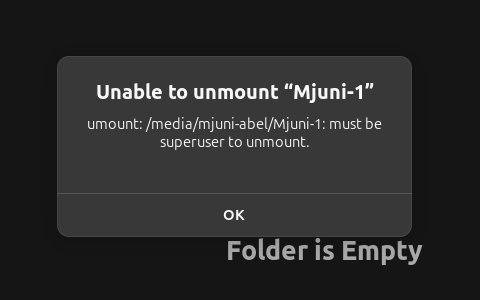 Unable to unmount “Mjuni-1”
umount: /media/mjuni-abel/Mjuni-1: must be
superuser to unmount.
OK
Folder is Empty